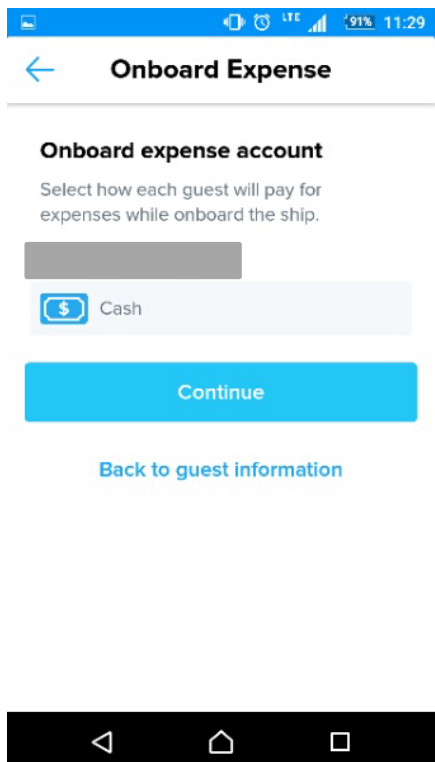 LTE 91% 11:29
Onboard Expense
Onboard expense account
Select how each guest will pay for
expenses while onboard the ship.
$ Cash
Continue
Back to guest information